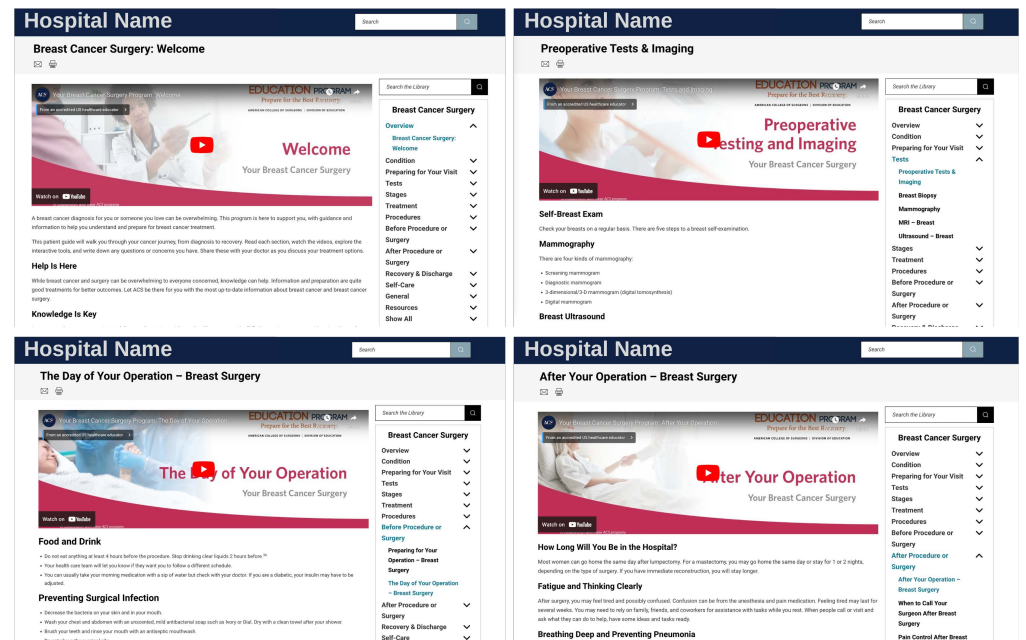 Hospital Name
Search
Breast Cancer Surgery: Welcome
ACS
Your Breast Cancer Surgery Program: Welcome
From an accredited US healthcare educator
EDUCATION PROGRAM
Prepare for the Best Recovery
AMERICAN COLLEGE OF SURGEONS | DIVISION OF EDUCATION
Welcome
Your Breast Cancer Surgery
Watch on YouTube
A breast cancer diagnosis for you or someone you love can be overwhelming. This program is here to support you, with guidance and
information to help you understand and prepare for breast cancer treatment.
This patient guide will walk you through your cancer journey, from diagnosis to recovery. Read each section, watch the videos, explore the
interactive tools, and write down any questions or concerns you have. Share these with your doctor as you discuss your treatment options.
Help Is Here
While breast cancer and surgery can be overwhelming to everyone concerned, knowledge can help. Information and preparation are quite
good treatments for better outcomes. Let ACS be there for you with the most up-to-date information about breast cancer and breast cancer
surgery.
Knowledge Is Key
Search the Library
Breast Cancer Surgery
Overview
Breast Cancer Surgery:
Welcome
Condition
Preparing for Your Visit
Tests
Stages
Treatment
Procedures
Before Procedure or
Surgery
After Procedure or
Surgery
Recovery & Discharge
Self-Care
General
Resources
Show All
Search
Preoperative Tests & Imaging
ACS
Your Breast Cancer Surgery Program: Tests and Imaging
From an accredited US healthcare educator
EDUCATION PROGRAM
Prepare for the Best Recovery
AMERICAN COLLEGE OF SURGEONS | DIVISION OF EDUCATION
Preoperative
Testing and Imaging
Your Breast Cancer Surgery
Watch on YouTube
Self-Breast Exam
Check your breasts on a regular basis. There are five steps to a breast self-examination.
Mammography
There are four kinds of mammography:
• Screening mammogram
• Diagnostic mammogram
• 3-dimensional/3-D mammogram (digital tomosynthesis)
• Digital mammogram
Breast Ultrasound
Search the Library
Breast Cancer Surgery
Overview
Condition
Preparing for Your Visit
Tests
Preoperative Tests &
Imaging
Breast Biopsy
Mammography
MRI – Breast
Ultrasound – Breast
Stages
Treatment
Procedures
Before Procedure or
Surgery
After Procedure or
Surgery
Recovery & Discharge
Hospital Name
Search
The Day of Your Operation – Breast Surgery
ACS
Your Breast Cancer Surgery Program: The Day of Your Operation
From an accredited US healthcare educator
EDUCATION PROGRAM
Prepare for the Best Recovery
AMERICAN COLLEGE OF SURGEONS | DIVISION OF EDUCATION
The Day of Your Operation
Your Breast Cancer Surgery
Watch on YouTube
Food and Drink
• Do not eat anything at least 4 hours before the procedure. Stop drinking clear liquids 2 hours before.
• Your health care team will let you know if they want you to follow a different schedule.
• You can usually take your morning medication with a sip of water but check with your doctor. If you are a diabetic, your insulin may have to be
adjusted.
Preventing Surgical Infection
• Decrease the bacteria on your skin and in your mouth.
• Wash your chest and abdomen with an unscented, mild antibacterial soap such as Ivory or Dial. Dry with a clean towel after your shower.
• Brush your teeth and rinse your mouth with an antiseptic mouthwash.
Search the Library
Breast Cancer Surgery
Overview
Condition
Preparing for Your Visit
Tests
Stages
Treatment
Procedures
Before Procedure or
Surgery
Preparing for Your
Operation – Breast
Surgery
The Day of Your Operation
– Breast Surgery
After Procedure or
Surgery
Recovery & Discharge
Self-Care
Hospital Name
Search
After Your Operation – Breast Surgery
ACS
Your Breast Cancer Surgery Program: After Your Operation
From an accredited US healthcare educator
EDUCATION PROGRAM
Prepare for the Best Recovery
AMERICAN COLLEGE OF SURGEONS | DIVISION OF EDUCATION
After Your Operation
Your Breast Cancer Surgery
Watch on YouTube
How Long Will You Be in the Hospital?
Most women can go home the same day after lumpectomy. For a mastectomy, you may go home the same day or stay for 1 or 2 nights,
depending on the type of surgery. If you have immediate reconstruction, you will stay longer.
Fatigue and Thinking Clearly
After surgery, you may feel tired and possibly confused. Confusion can be from the anesthesia and pain medication. Feeling tired may last for
several weeks. You may need to rely on family, friends, and coworkers for assistance with tasks while you rest. When people call or visit and
ask what they can do to help, have some ideas and tasks ready.
Breathing Deep and Preventing Pneumonia
Search the Library
Breast Cancer Surgery
Overview
Condition
Preparing for Your Visit
Tests
Stages
Treatment
Procedures
Before Procedure or
Surgery
After Procedure or
Surgery
After Your Operation –
Breast Surgery
When to Call Your
Surgeon After Breast
Surgery
Pain Control After Breast